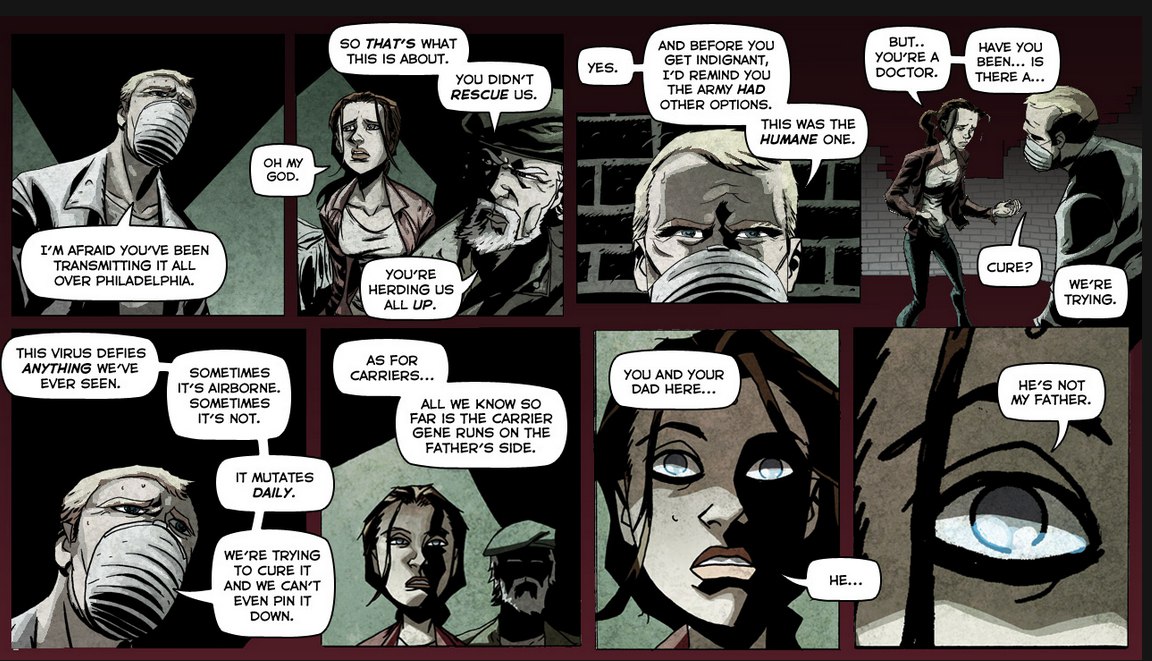 I'M AFRAID YOU'VE BEEN
TRANSMITTING IT ALL
OVER PHILADELPHIA.
SO THAT'S WHAT
THIS IS ABOUT.
YOU DIDN'T
RESCUE US.
OH MY
GOD.
YOU'RE
HERDING US
ALL UP.
YES.
AND BEFORE YOU
GET INDIGNANT,
I'D REMIND YOU
THE ARMY HAD
OTHER OPTIONS.
THIS WAS THE
HUMANE ONE.
BUT..
YOU'RE A
DOCTOR.
HAVE YOU
BEEN... IS
THERE A...
CURE?
WE'RE
TRYING.
THIS VIRUS DEFIES
ANYTHING WE'VE
EVER SEEN.
SOMETIMES
IT'S AIRBORNE.
SOMETIMES
IT'S NOT.
IT MUTATES
DAILY.
WE'RE TRYING
TO CURE IT
AND WE CAN'T
EVEN PIN IT
DOWN.
AS FOR
CARRIERS...
ALL WE KNOW SO
FAR IS THE CARRIER
GENE RUNS ON THE
FATHER'S SIDE.
YOU AND YOUR
DAD HERE...
HE...
HE'S NOT
MY FATHER.